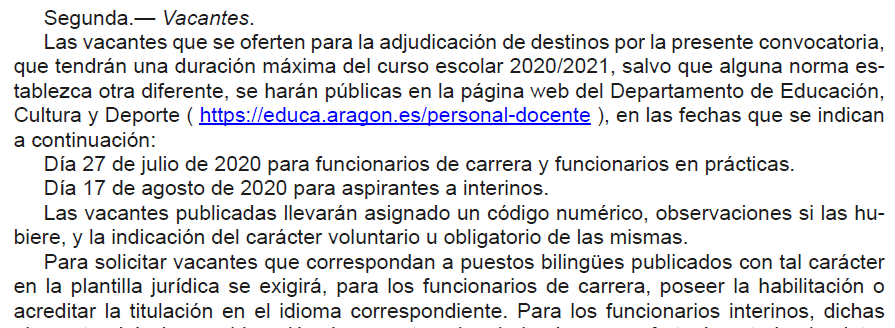 Segunda.— Vacantes.
Las vacantes que se oferten para la adjudicación de destinos por la presente convocatoria,
que tendrán una duración máxima del curso escolar 2020/2021, salvo que alguna norma es-
tablezca otra diferente, se harán públicas en la página web del Departamento de Educación,
Cultura y Deporte ( https://educa.aragon.es/personal-docente ), en las fechas que se indican
a continuación:
Día 27 de julio de 2020 para funcionarios de carrera y funcionarios en prácticas.
Día 17 de agosto de 2020 para aspirantes a interinos.
Las vacantes publicadas llevarán asignado un código numérico, observaciones si las hu-
biere, y la indicación del carácter voluntario u obligatorio de las mismas.
Para solicitar vacantes que correspondan a puestos bilingües publicados con tal carácter
en la plantilla jurídica se exigirá, para los funcionarios de carrera, poseer la habilitación o
acreditar la titulación en el idioma correspondiente. Para los funcionarios interinos, dichas